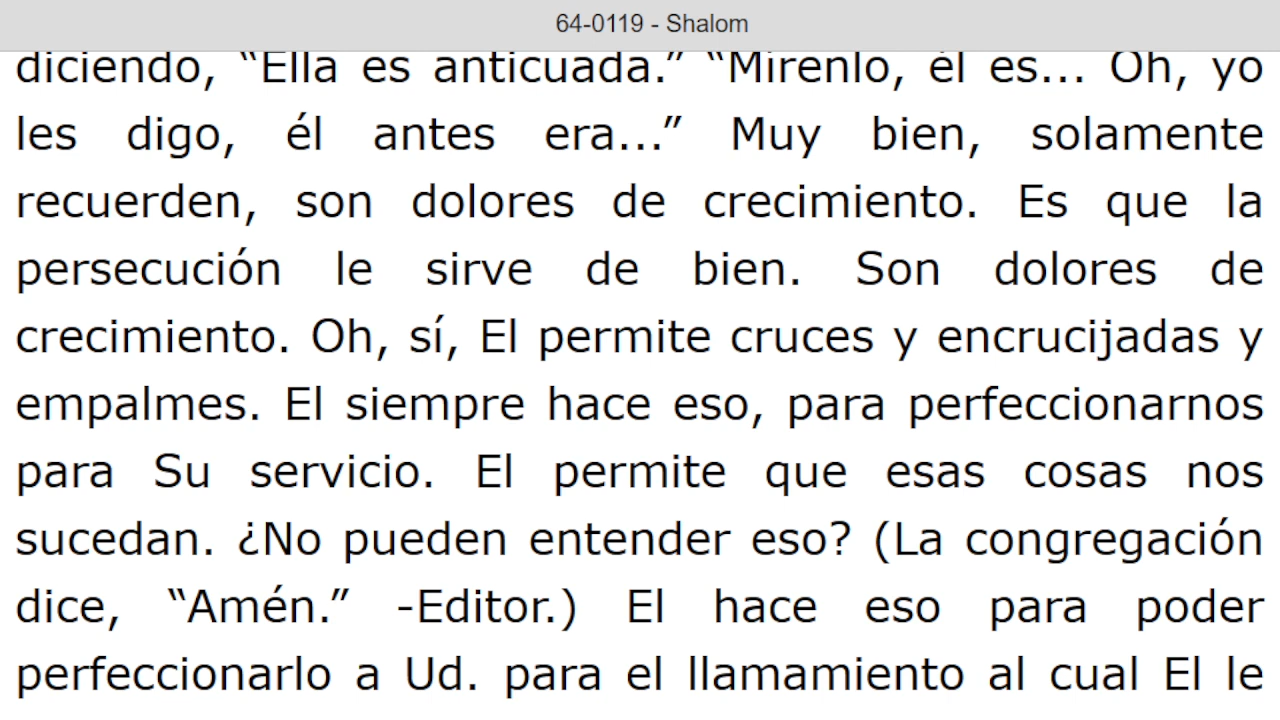 64-0119 - Shalom
diciendo, “Ella es anticuada.” “Mírenlo, él es... Oh, yo
les digo, él antes era...” Muy bien, solamente
recuerden, son dolores de crecimiento. Es que la
persecución le sirve de bien. Son dolores de
crecimiento. Oh, sí, El permite cruces y encrucijadas y
empalmes. El siempre hace eso, para perfeccionarnos
para Su servicio. El permite que esas cosas nos
sucedan. ¿No pueden entender eso? (La congregación
dice, “Amén.” -Editor.) El hace eso para poder
perfeccionarlo a Ud. para el llamamiento al cual El le